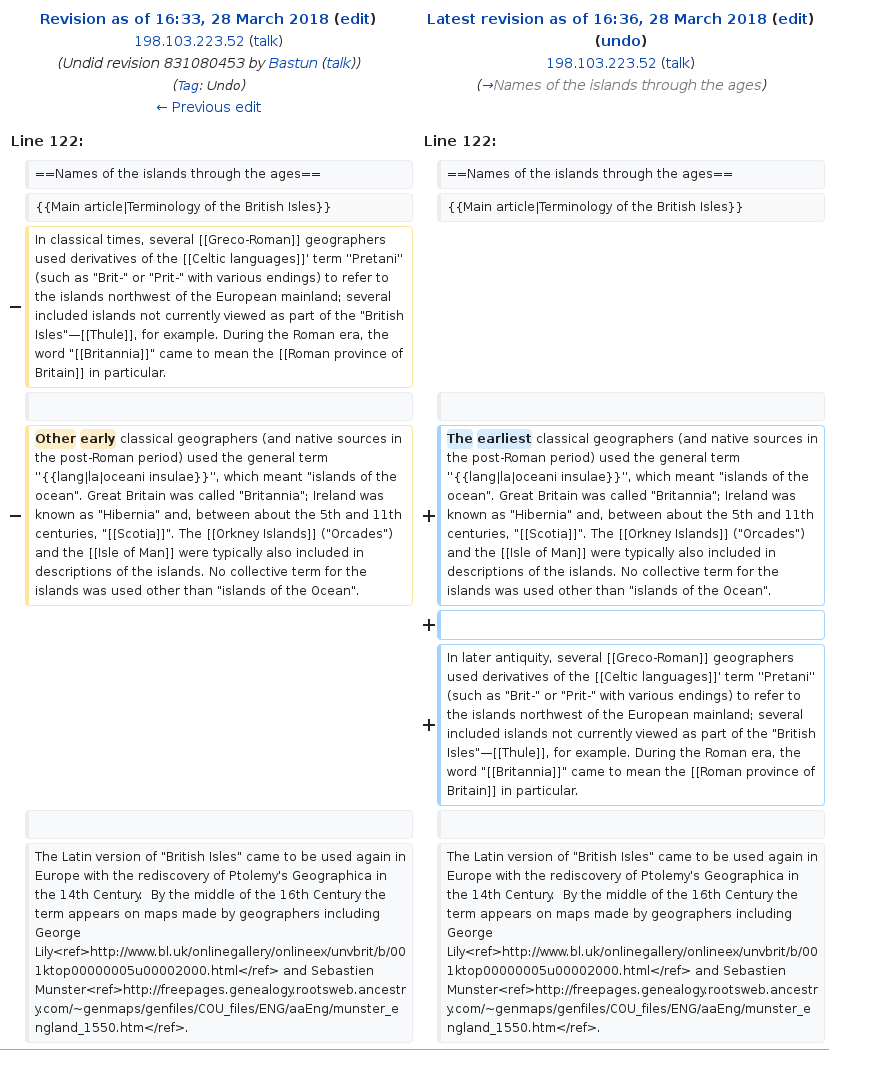 Revision as of 16:33, 28 March 2018 (edit)
198.103.223.52 (talk)
(Undid revision 831080453 by Bastun (talk))
(Tag: Undo)
← Previous edit
Latest revision as of 16:36, 28 March 2018 (edit)
(undo)
198.103.223.52 (talk)
(→Names of the islands through the ages)
Line 122:
Line 122:
==Names of the islands through the ages==
==Names of the islands through the ages==
{{Main article|Terminology of the British Isles}}
{{Main article|Terminology of the British Isles}}
−
In classical times, several [[Greco-Roman]] geographers
used derivatives of the [[Celtic languages]]' term ''Pretani''
(such as "Brit-" or "Prit-" with various endings) to refer to
the islands northwest of the European mainland; several
included islands not currently viewed as part of the "British
Isles"—[[Thule]], for example. During the Roman era, the
word "[[Britannia]]" came to mean the [[Roman province of
Britain]] in particular.
−
Other early classical geographers (and native sources in
the post-Roman period) used the general term
''{{lang|la|oceani insulae}}'', which meant "islands of the
ocean". Great Britain was called "Britannia"; Ireland was
known as "Hibernia" and, between about the 5th and 11th
centuries, "[[Scotia]]". The [[Orkney Islands]] ("Orcades")
and the [[Isle of Man]] were typically also included in
descriptions of the islands. No collective term for the
islands was used other than "islands of the Ocean".
+
The earliest classical geographers (and native sources in
the post-Roman period) used the general term
''{{lang|la|oceani insulae}}'', which meant "islands of the
ocean". Great Britain was called "Britannia"; Ireland was
known as "Hibernia" and, between about the 5th and 11th
centuries, "[[Scotia]]". The [[Orkney Islands]] ("Orcades")
and the [[Isle of Man]] were typically also included in
descriptions of the islands. No collective term for the
islands was used other than "islands of the Ocean".
+
+
In later antiquity, several [[Greco-Roman]] geographers
used derivatives of the [[Celtic languages]]' term ''Pretani''
(such as "Brit-" or "Prit-" with various endings) to refer to
the islands northwest of the European mainland; several
included islands not currently viewed as part of the "British
Isles"—[[Thule]], for example. During the Roman era, the
word "[[Britannia]]" came to mean the [[Roman province of
Britain]] in particular.
The Latin version of "British Isles" came to be used again in
Europe with the rediscovery of Ptolemy's Geographica in
the 14th Century.  By the middle of the 16th Century the
term appears on maps made by geographers including
George
Lily<ref>http://www.bl.uk/onlinegallery/onlineex/unvbrit/b/00
1ktop00000005u00002000.html</ref> and Sebastien
Munster<ref>http://freepages.genealogy.rootsweb.ancestr
y.com/~genmaps/genfiles/COU_files/ENG/aaEng/munster_e
ngland_1550.htm</ref>.
The Latin version of "British Isles" came to be used again in
Europe with the rediscovery of Ptolemy's Geographica in
the 14th Century.  By the middle of the 16th Century the
term appears on maps made by geographers including
George
Lily<ref>http://www.bl.uk/onlinegallery/onlineex/unvbrit/b/00
1ktop00000005u00002000.html</ref> and Sebastien
Munster<ref>http://freepages.genealogy.rootsweb.ancestr
y.com/~genmaps/genfiles/COU_files/ENG/aaEng/munster_e
ngland_1550.htm</ref>.